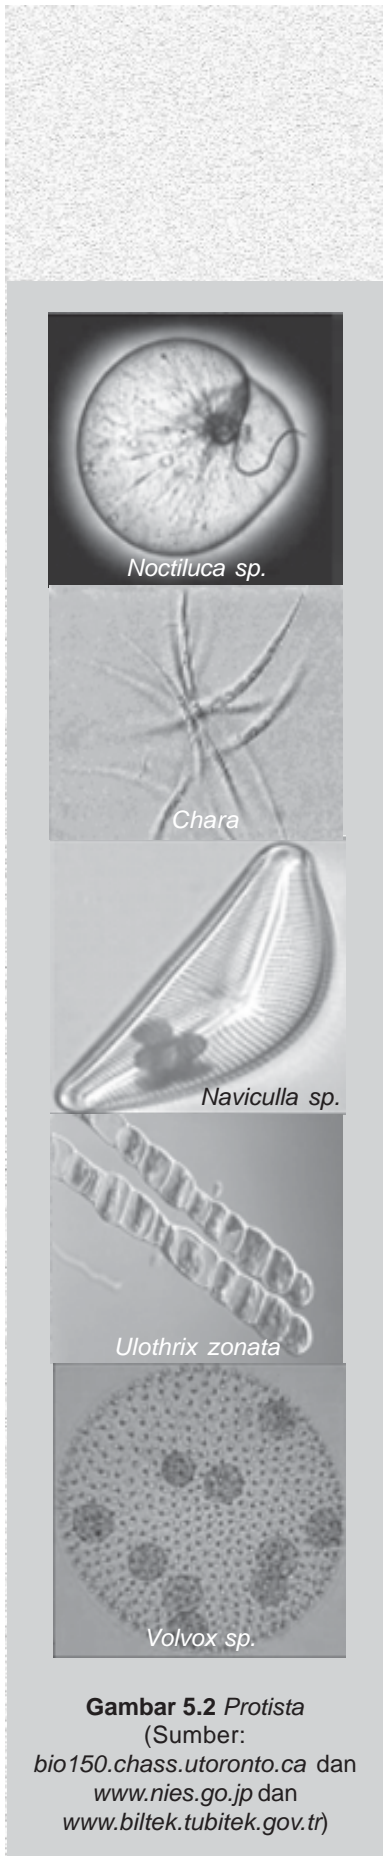 Noctiluca sp.
Chara
Naviculla sp.
Ulothrix zonata
Volvox sp.
Gambar 5.2 Protista
(Sumber:
bio150.chass.utoronto.ca dan
www.nies.go.jp dan
www.biltek.tubitek.gov.tr)